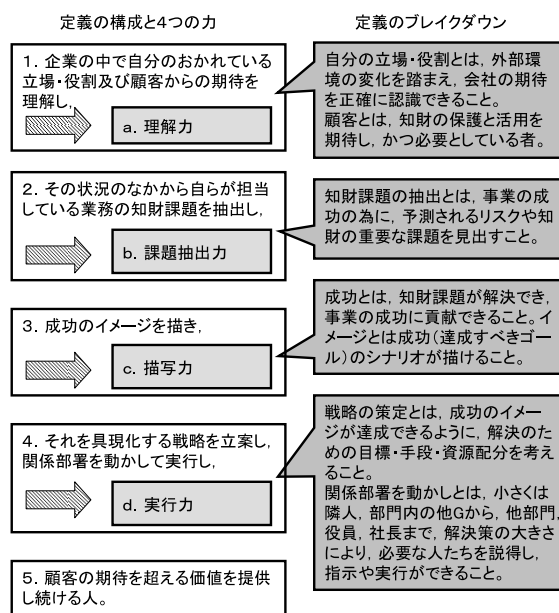 定義の構成と4つの力
定義のブレイクダウン
1．企業の中で自分のおかれている
立場・役割及び顧客からの期待を
理解し，
a．理解力
自分の立場・役割とは，外部環
境の変化を踏まえ，会社の期待
を正確に認識できること。
顧客とは，知財の保護と活用を
期待し，かつ必要としている者。
2．その状況のなかから自らが担当
している業務の知財課題を抽出し，
b．課題抽出力
知財課題の抽出とは，事業の成
功の為に，予測されるリスクや知
財の重要な課題を見出すこと。
3．成功のイメージを描き，
c．描写力
成功とは，知財課題が解決でき，
事業の成功に貢献できること。イ
メージとは成功（達成すべきゴー
ル）のシナリオが描けること。
4．それを具現化する戦略を立案し，
関係部署を動かして実行し，
d．実行力
戦略の策定とは，成功のイメー
ジが達成できるように，解決のた
めの目標・手段・資源配分を考え
ること。
関係部署を動かしとは，小さくは
隣人，部門内の他Gから，他部門，
役員，社長まで，解決策の大きさ
により，必要な人たちを説得し，
指示や実行ができること。
5．顧客の期待を超える価値を提供
し続ける人。